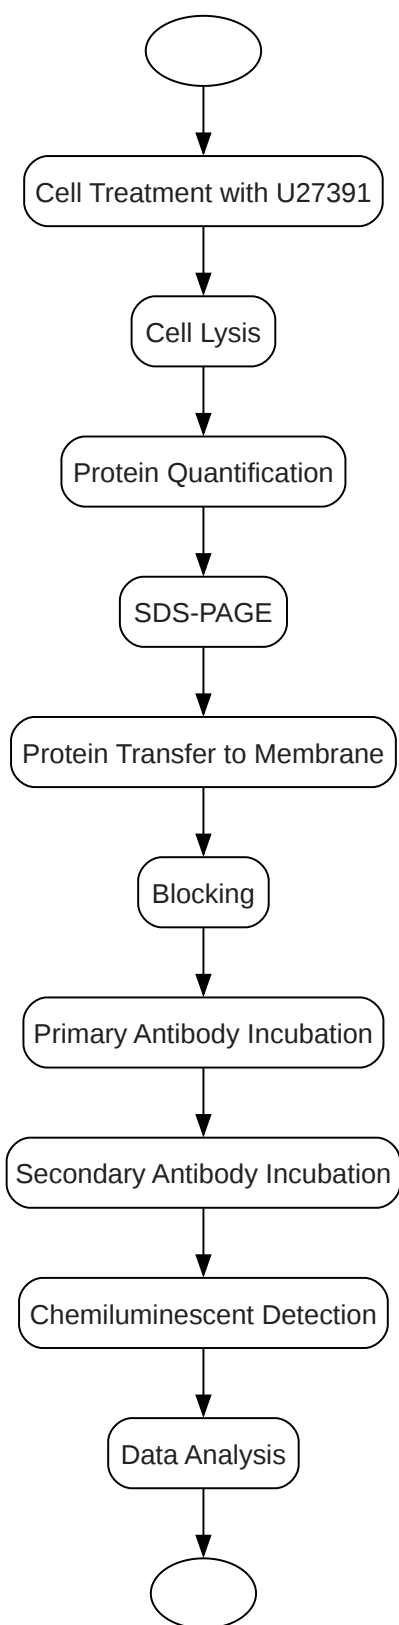 Cell Treatment with U27391
Cell Lysis
Protein Quantification
SDS-PAGE
Protein Transfer to Membrane
Blocking
Primary Antibody Incubation
Secondary Antibody Incubation
Chemiluminescent Detection
Data Analysis